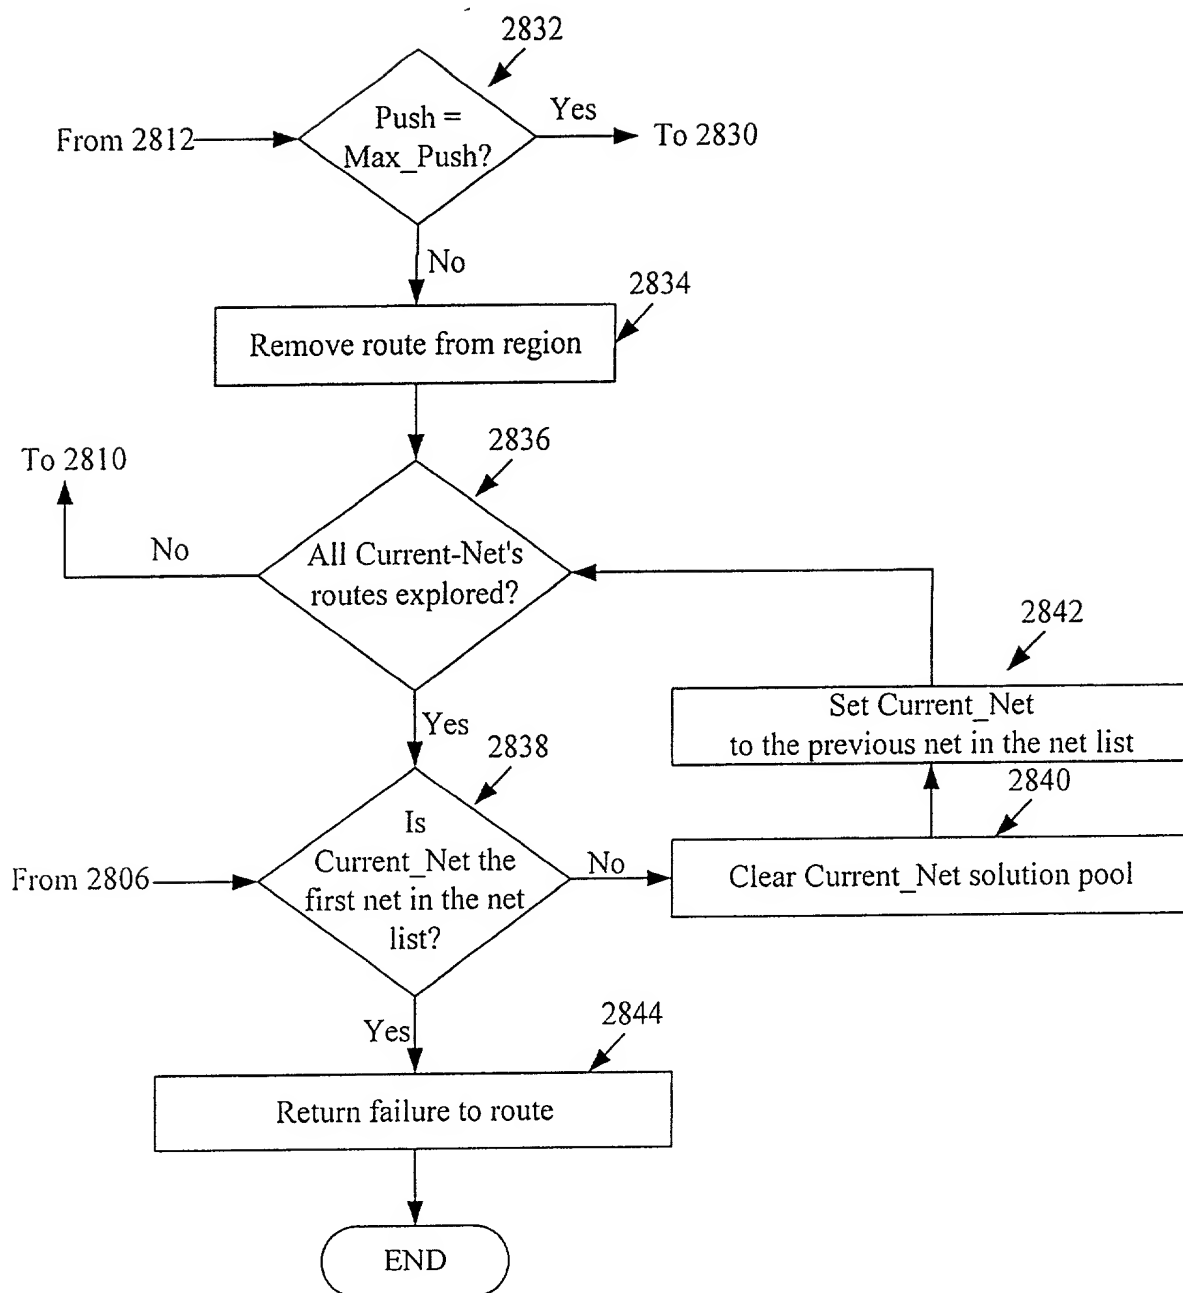 2832
Push =
Max_Push?
Yes
From 2812
To 2830
No
2834
Remove route from region
2836
To 2810
No
All Current-Net's
routes explored?
2842
Set Current_Net
to the previous net in the net list
Yes
2838
2840
Is
Current_Net the
first net in the net
list?
From 2806
No
Clear Current_Net solution pool
Yes
2844
Return failure to route
END